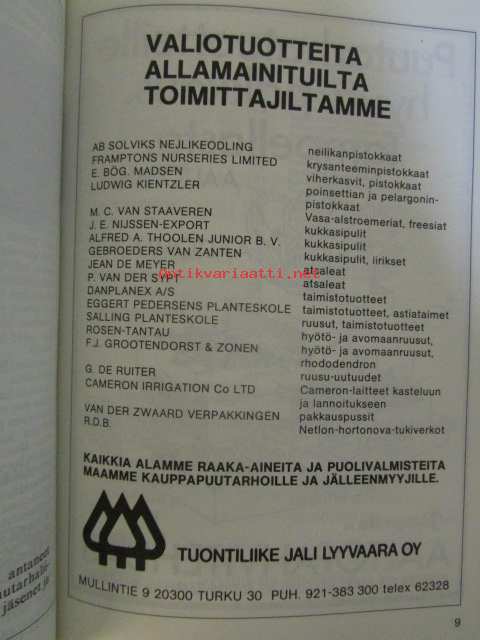 VALIOTUOTTEITA
ALLAMAINITUILTA
TOIMITTAJILTAMME
AB SOLVIKS NEJLIKEODLING neilikanpistokkaat
FRAMPTONS NURSERIES LIMITED krysanteeminpistokkaat
E. BÖG. MADSEN viherkasvit, pistokkaat
LUDWIG KIENTZLER poinsettian ja pelargonin-
pistokkaat
M. C. VAN STAAVEREN Vasa-alstroemeriat, freesiat
J. E. NIJSSEN-EXPORT kukkasipulit
ALFRED A. THOOLEN JUNIOR B. V. kukkasipulit
GEBROEDERS VAN ZANTEN kukkasipulit, iirikset
JEAN DE MEYER atsaleat
P. VAN DER SYPT atsaleat
DANPLANEX A/S taimistotuotteet
EGGERT PEDERSENS PLANTESKOLE taimistotuotteet, astiataimet
SALLING PLANTESKOLE ruusut, taimistotuotteet
ROSEN-TANTAU hyötö- ja avomaanruusut,
F.J. GROOTENDORST & ZONEN hyötö- ja avomaanruusut,
rhododendron
G. DE RUITER ruusu-uutuudet
CAMERON IRRIGATION Co LTD Cameron-laitteet kasteluun
ja lannoitukseen
VAN DER ZWAARD VERPAKKINGEN pakkauspussit
R.D.B. Netlon-hortonova-tukiverkot
Antikvariaatti.net
KAIKKIA ALAMME RAAKA-AINEITA JA PUOLIVALMISTEITA
MAAMME KAUPPAPUUTARHOILLE JA JÄLLEENMYYJILLE.
TUONTILIIKE JALI LYYVAARA OY
MULLINTIE 9 20300 TURKU 30 PUH. 921-383 300 telex 62328
9
antaneet
jäsenet ja